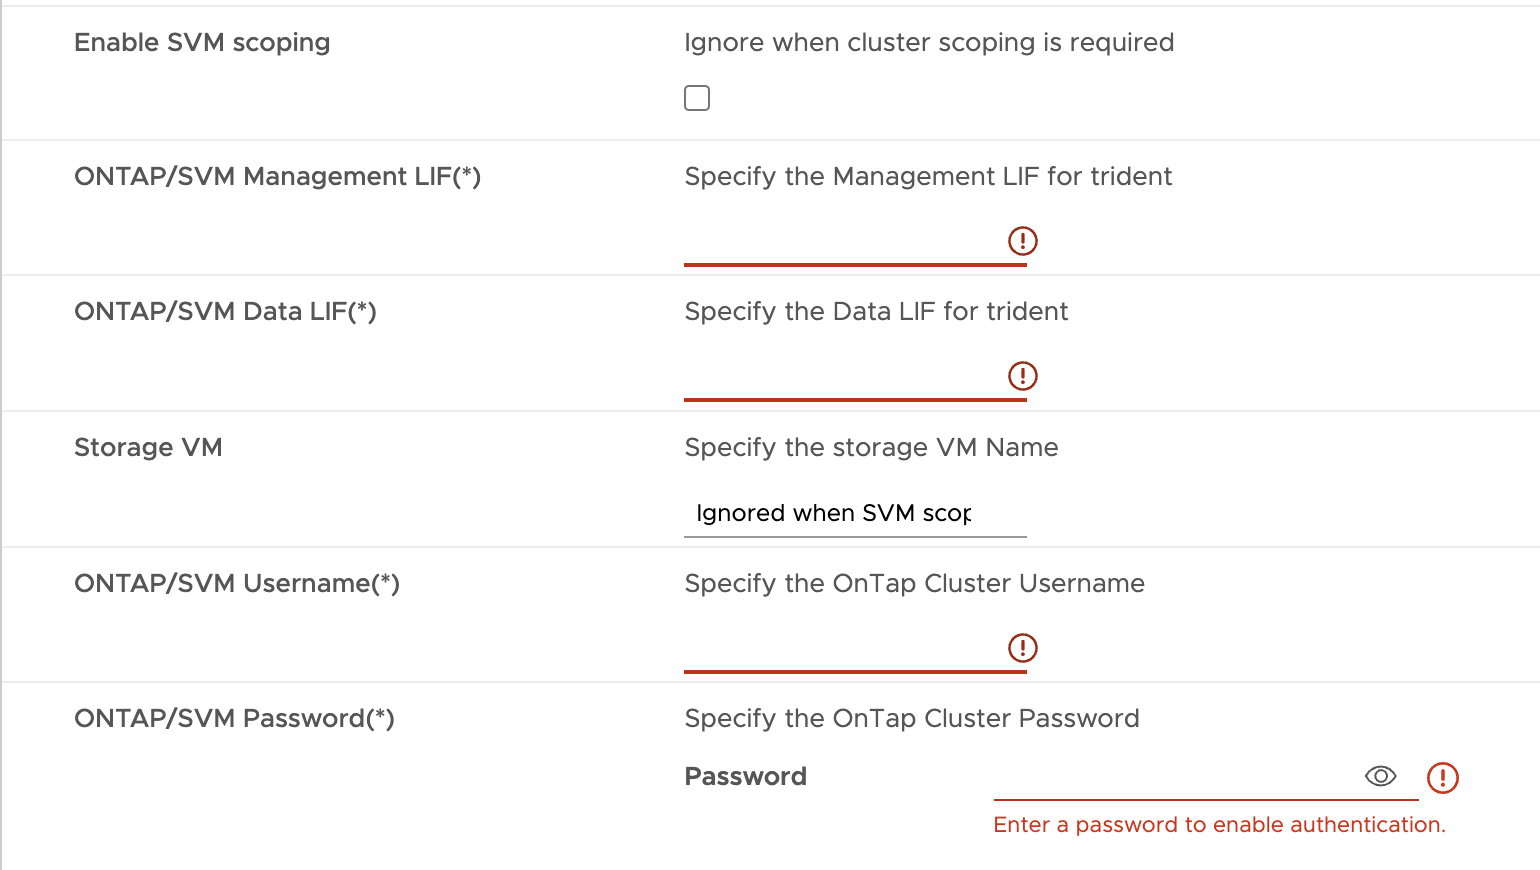 Enable SVM scoping
Ignore when cluster scoping is required
ONTAP/SVM Management LIF(*)
Specify the Management LIF for trident
ONTAP/SVM Data LIF(*)
Specify the Data LIF for trident
Storage VM
Specify the storage VM Name
Ignored when SVM scop
ONTAP/SVM Username(*)
Specify the OnTap Cluster Username
ONTAP/SVM Password(*)
Specify the OnTap Cluster Password
Password
Enter a password to enable authentication.